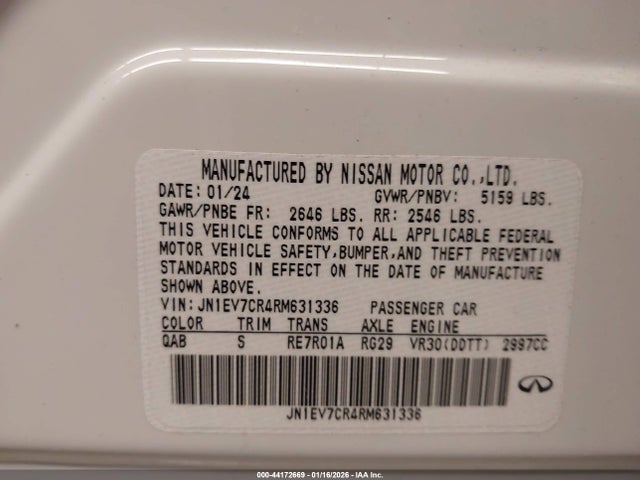 MANUFACTURED BY NISSAN MOTOR CO.,LTD.
DATE: 01/24 GVWR/PNBV: 5159 LBS.
GAWR/PNBE FR: 2646 LBS. RR: 2546 LBS.
THIS VEHICLE CONFORMS TO ALL APPLICABLE FEDERAL
MOTOR VEHICLE SAFETY,BUMPER,AND THEFT PREVENTION
STANDARDS IN EFFECT ON THE DATE OF MANUFACTURE
SHOWN ABOVE.
VIN: JN1EV7CR4RM631336 PASSENGER CAR
COLOR TRIM TRANS AXLE ENGINE
QAB S RE7R01A RG29 VR30(DDTT) 2997CC
JN1EV7CR4RM631336
000-44172669 - 01/16/2026 - IAA Inc.